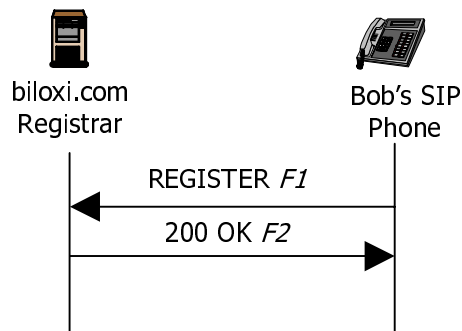 biloxi.com
Registrar
Bob's SIP
Phone
REGISTER F1
200 OK F2